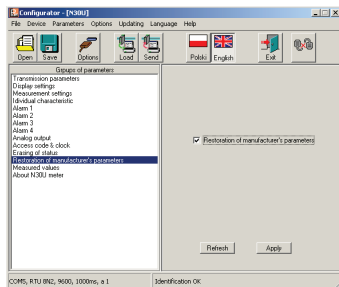 Configurator - [N30U]
File Device Parameters Options Updating Language Help
Open Save Options Load Send Polski English Exit
Groups of parameters
Transmission parameters
Display settings
Measurement settings
Idividual characteristic
Alarm 1
Alarm 2
Alarm 3
Alarm 4
Analog output
Access code & clock
Erasing of status
Restoration of manufacturer's parameters
Measured values
About N30U meter
Restoration of manufacturer's parameters
Refresh Apply
COM5, RTU 8N2, 9600, 1000ms, a 1 Identification OK